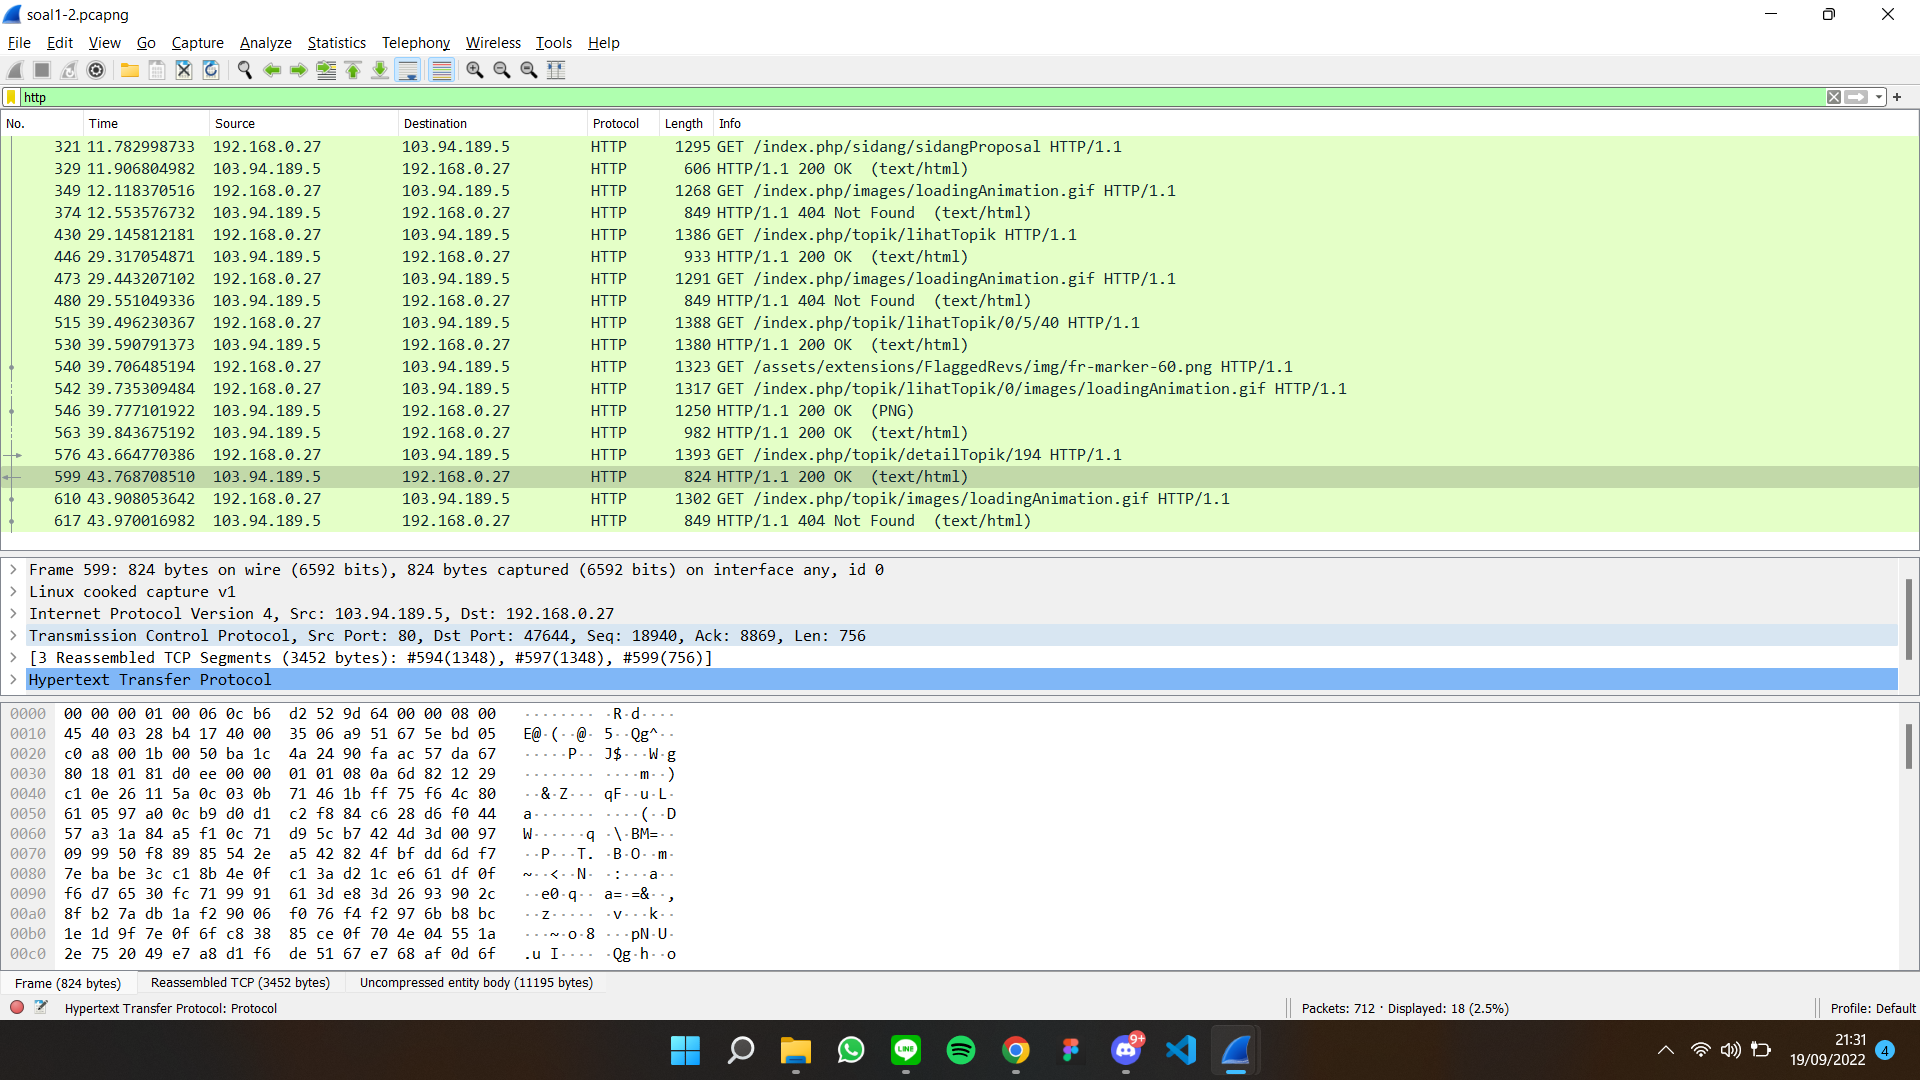 soal1-2.pcapng
File Edit View Go Capture Analyze Statistics Telephony Wireless Tools Help
http
No. Time Source Destination Protocol Length Info
321 11.782998733 192.168.0.27 103.94.189.5 HTTP 1295 GET /index.php/sidang/sidangProposal HTTP/1.1
329 11.906804982 103.94.189.5 192.168.0.27 HTTP 606 HTTP/1.1 200 OK (text/html)
349 12.118370516 192.168.0.27 103.94.189.5 HTTP 1268 GET /index.php/images/loadingAnimation.gif HTTP/1.1
374 12.553576732 103.94.189.5 192.168.0.27 HTTP 849 HTTP/1.1 404 Not Found (text/html)
430 29.145812181 192.168.0.27 103.94.189.5 HTTP 1386 GET /index.php/topik/lihatTopik HTTP/1.1
446 29.317054871 103.94.189.5 192.168.0.27 HTTP 933 HTTP/1.1 200 OK (text/html)
473 29.443207102 192.168.0.27 103.94.189.5 HTTP 1291 GET /index.php/images/loadingAnimation.gif HTTP/1.1
480 29.551049336 103.94.189.5 192.168.0.27 HTTP 849 HTTP/1.1 404 Not Found (text/html)
515 39.496230367 192.168.0.27 103.94.189.5 HTTP 1388 GET /index.php/topik/lihatTopik/0/5/40 HTTP/1.1
530 39.590791373 103.94.189.5 192.168.0.27 HTTP 1380 HTTP/1.1 200 OK (text/html)
540 39.706485194 192.168.0.27 103.94.189.5 HTTP 1323 GET /assets/extensions/FlaggedRevs/img/fr-marker-60.png HTTP/1.1
542 39.735309484 192.168.0.27 103.94.189.5 HTTP 1317 GET /index.php/topik/lihatTopik/0/images/loadingAnimation.gif HTTP/1.1
546 39.777101922 103.94.189.5 192.168.0.27 HTTP 1250 HTTP/1.1 200 OK (PNG)
563 39.843675192 103.94.189.5 192.168.0.27 HTTP 982 HTTP/1.1 200 OK (text/html)
576 43.664770386 192.168.0.27 103.94.189.5 HTTP 1393 GET /index.php/topik/detailTopik/194 HTTP/1.1
599 43.768708510 103.94.189.5 192.168.0.27 HTTP 824 HTTP/1.1 200 OK (text/html)
610 43.908053642 192.168.0.27 103.94.189.5 HTTP 1302 GET /index.php/topik/images/loadingAnimation.gif HTTP/1.1
617 43.970016982 103.94.189.5 192.168.0.27 HTTP 849 HTTP/1.1 404 Not Found (text/html)
Frame 599: 824 bytes on wire (6592 bits), 824 bytes captured (6592 bits) on interface any, id 0
Linux cooked capture v1
Internet Protocol Version 4, Src: 103.94.189.5, Dst: 192.168.0.27
Transmission Control Protocol, Src Port: 80, Dst Port: 47644, Seq: 18940, Ack: 8869, Len: 756
[3 Reassembled TCP Segments (3452 bytes): #594(1348), #597(1348), #599(756)]
Hypertext Transfer Protocol
0000 00 00 00 01 00 06 0c b6 d2 52 9d 64 00 00 08 00 ········ ·R·d····
0010 45 40 03 28 b4 17 40 00 35 06 a9 51 67 5e bd 05 E@·(··@· 5··Qg^··
0020 c0 a8 00 1b 00 50 ba 1c 4a 24 90 fa ac 57 da 67 ·····P·· J$···W·g
0030 80 18 01 81 d0 ee 00 00 01 01 08 0a 6d 82 12 29 ········ ····m··)
0040 c1 0e 26 11 5a 0c 03 0b 71 46 1b ff 75 f6 4c 80 ··&·Z··· qF··u·L·
0050 61 05 97 a0 0c b9 d0 d1 c2 f8 84 c6 28 d6 f0 44 a······· ····(··D
0060 57 a3 1a 84 a5 f1 0c 71 d9 5c b7 42 4d 3d 00 97 W······q ·\·BM=··
0070 09 99 50 f8 89 85 54 2e a5 42 82 4f bf dd 6d f7 ··P···T. ·B·O··m·
0080 7e ba be 3c c1 8b 4e 0f c1 3a d2 1c e6 61 df 0f ~··<··N· ·:···a··
0090 f6 d7 65 30 fc 71 99 91 61 3d e8 3d 26 93 90 2c ··e0·q·· a=·=&··,
00a0 8f b2 7a db 1a f2 90 06 f0 76 f4 f2 97 6b b8 bc ··z····· ·v···k··
00b0 1e 1d 9f 7e 0f 6f c8 38 85 ce 0f 70 4e 04 55 1a ···~·o·8 ···pN·U·
00c0 2e 75 20 49 e7 a8 d1 f6 de 51 67 e7 68 af 0d 6f .u I···· ·Qg·h··o
Frame (824 bytes) Reassembled TCP (3452 bytes) Uncompressed entity body (11195 bytes)
Hypertext Transfer Protocol: Protocol Packets: 712 · Displayed: 18 (2.5%) Profile: Default
LINE
9+
21:31
19/09/2022
4